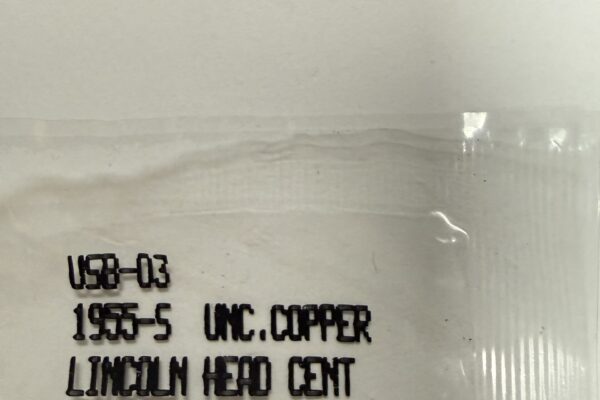 USB-03
1955-S UNC.COPPER
LINCOLN HEAD CENT